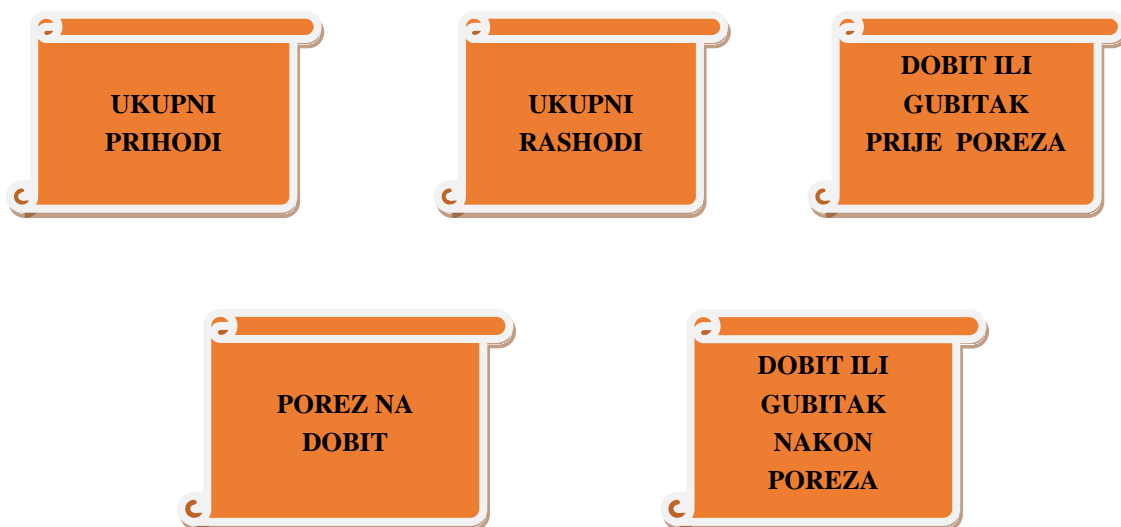 UKUPNI
PRIHODI
UKUPNI
RASHODI
DOBIT ILI
GUBITAK
PRIJE POREZA
POREZ NA
DOBIT
DOBIT ILI
GUBITAK
NAKON
POREZA